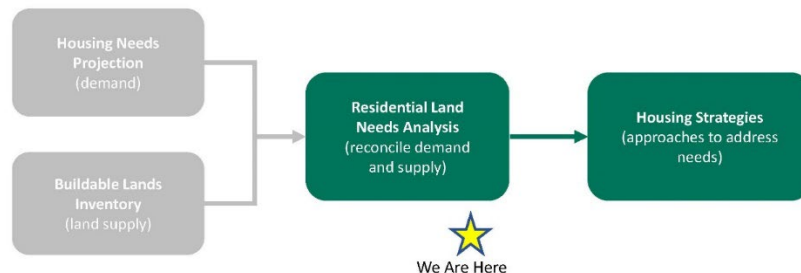 Housing Needs
Projection
(demand)
Buildable Lands
Inventory
(land supply)
Residential Land
Needs Analysis
(reconcile demand
and supply)
Housing Strategies
(approaches to address
needs)
We Are Here